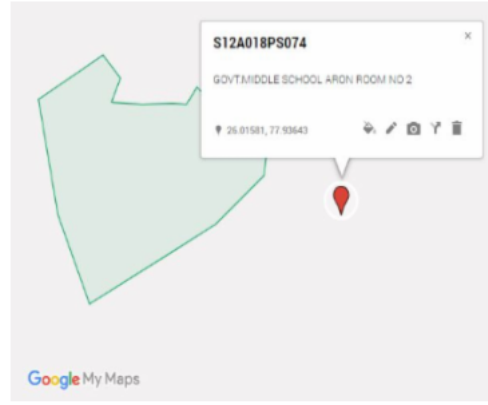 S12A018PS074
GOVT.MIDDLE SCHOOL ARON ROOM NO 2
26.01581, 77.93643
Google My Maps